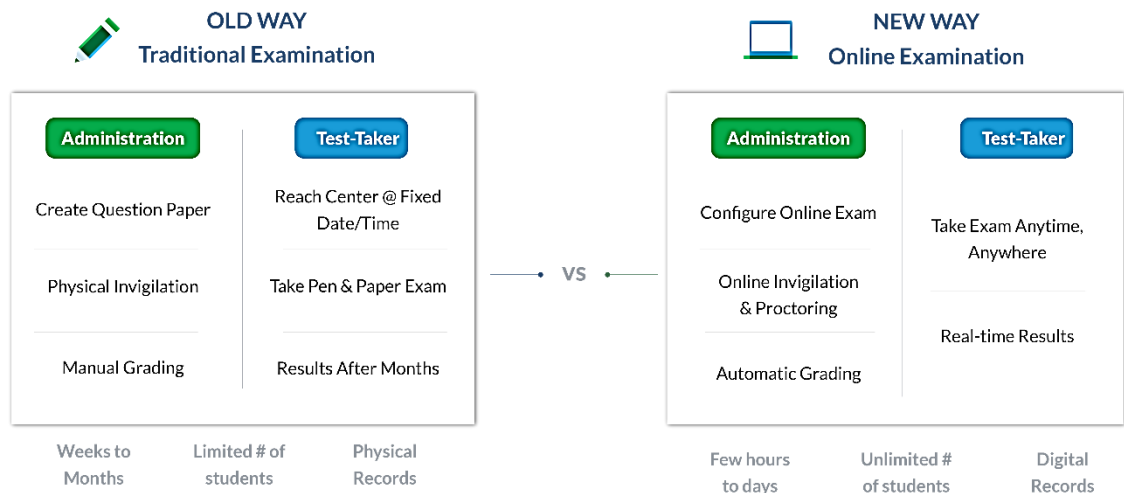 OLD WAY
Traditional Examination
Administration
Create Question Paper
Physical Invigilation
Manual Grading
Test-Taker
Reach Center @ Fixed
Date/Time
Take Pen & Paper Exam
Results After Months
Weeks to
Months
Limited # of
students
Physical
Records
VS
NEW WAY
Online Examination
Administration
Configure Online Exam
Online Invigilation
& Proctoring
Automatic Grading
Test-Taker
Take Exam Anytime,
Anywhere
Real-time Results
Few hours
to days
Unlimited #
of students
Digital
Records